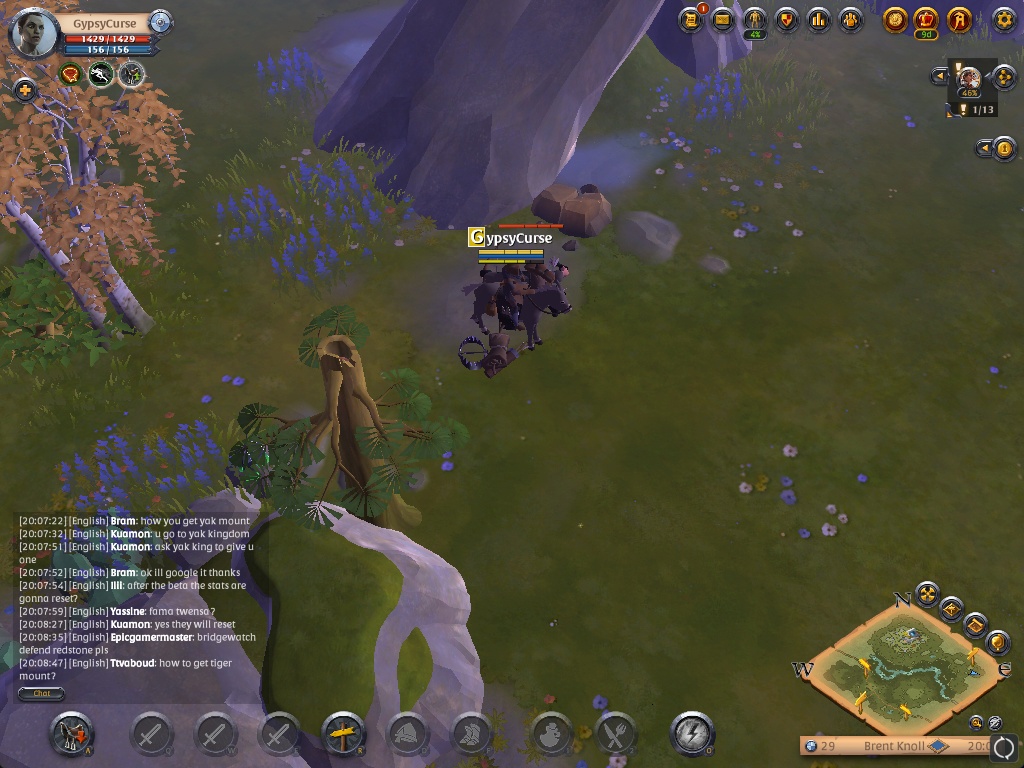 GypsyCurse
1429 / 1429
156 / 156
1
4%
9d
46%
1/13
GypsyCurse
[20:07:22] [English] Bram: how you get yak mount
[20:07:32] [English] Kuamon: u go to yak kingdom
[20:07:51] [English] Kuamon: ask yak king to give u
one
[20:07:52] [English] Bram: ok ill google it thanks
[20:07:54] [English] Illi: after the beta the stats are
gonna reset?
[20:07:59] [English] Yassine: fama twensa?
[20:08:27] [English] Kuamon: yes they will reset
[20:08:35] [English] Epicgamermaster: bridgewatch
defend redstone pls
[20:08:47] [English] Ttvaboud: how to get tiger
mount?
Chat
A
W
R
N
W
E
29 Brent Knoll 20: